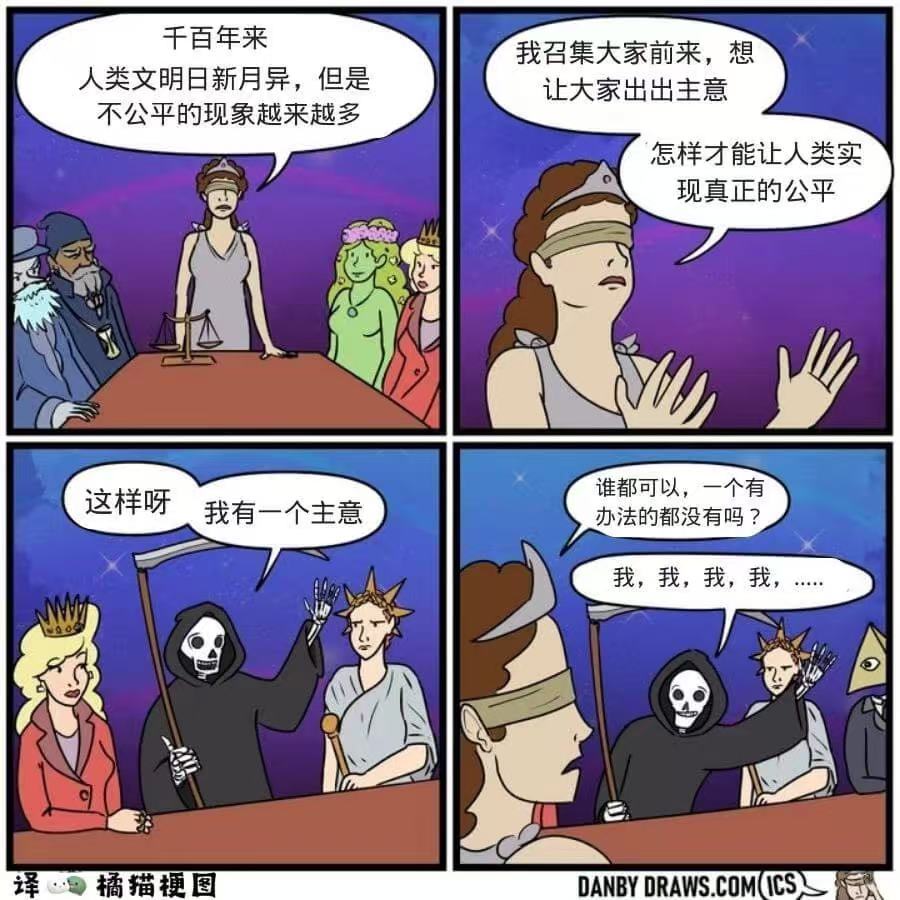 千百年来
人类文明日新月异，但是
不公平的现象越来越多
我召集大家前来，想
让大家出出主意
怎样才能让人类实
现真正的公平
这样呀
我有一个主意
谁都可以，一个有
办法的都没有吗？
我，我，我，我，.....
译 橘猫梗图
DANBY DRAWS.COM(ICS)